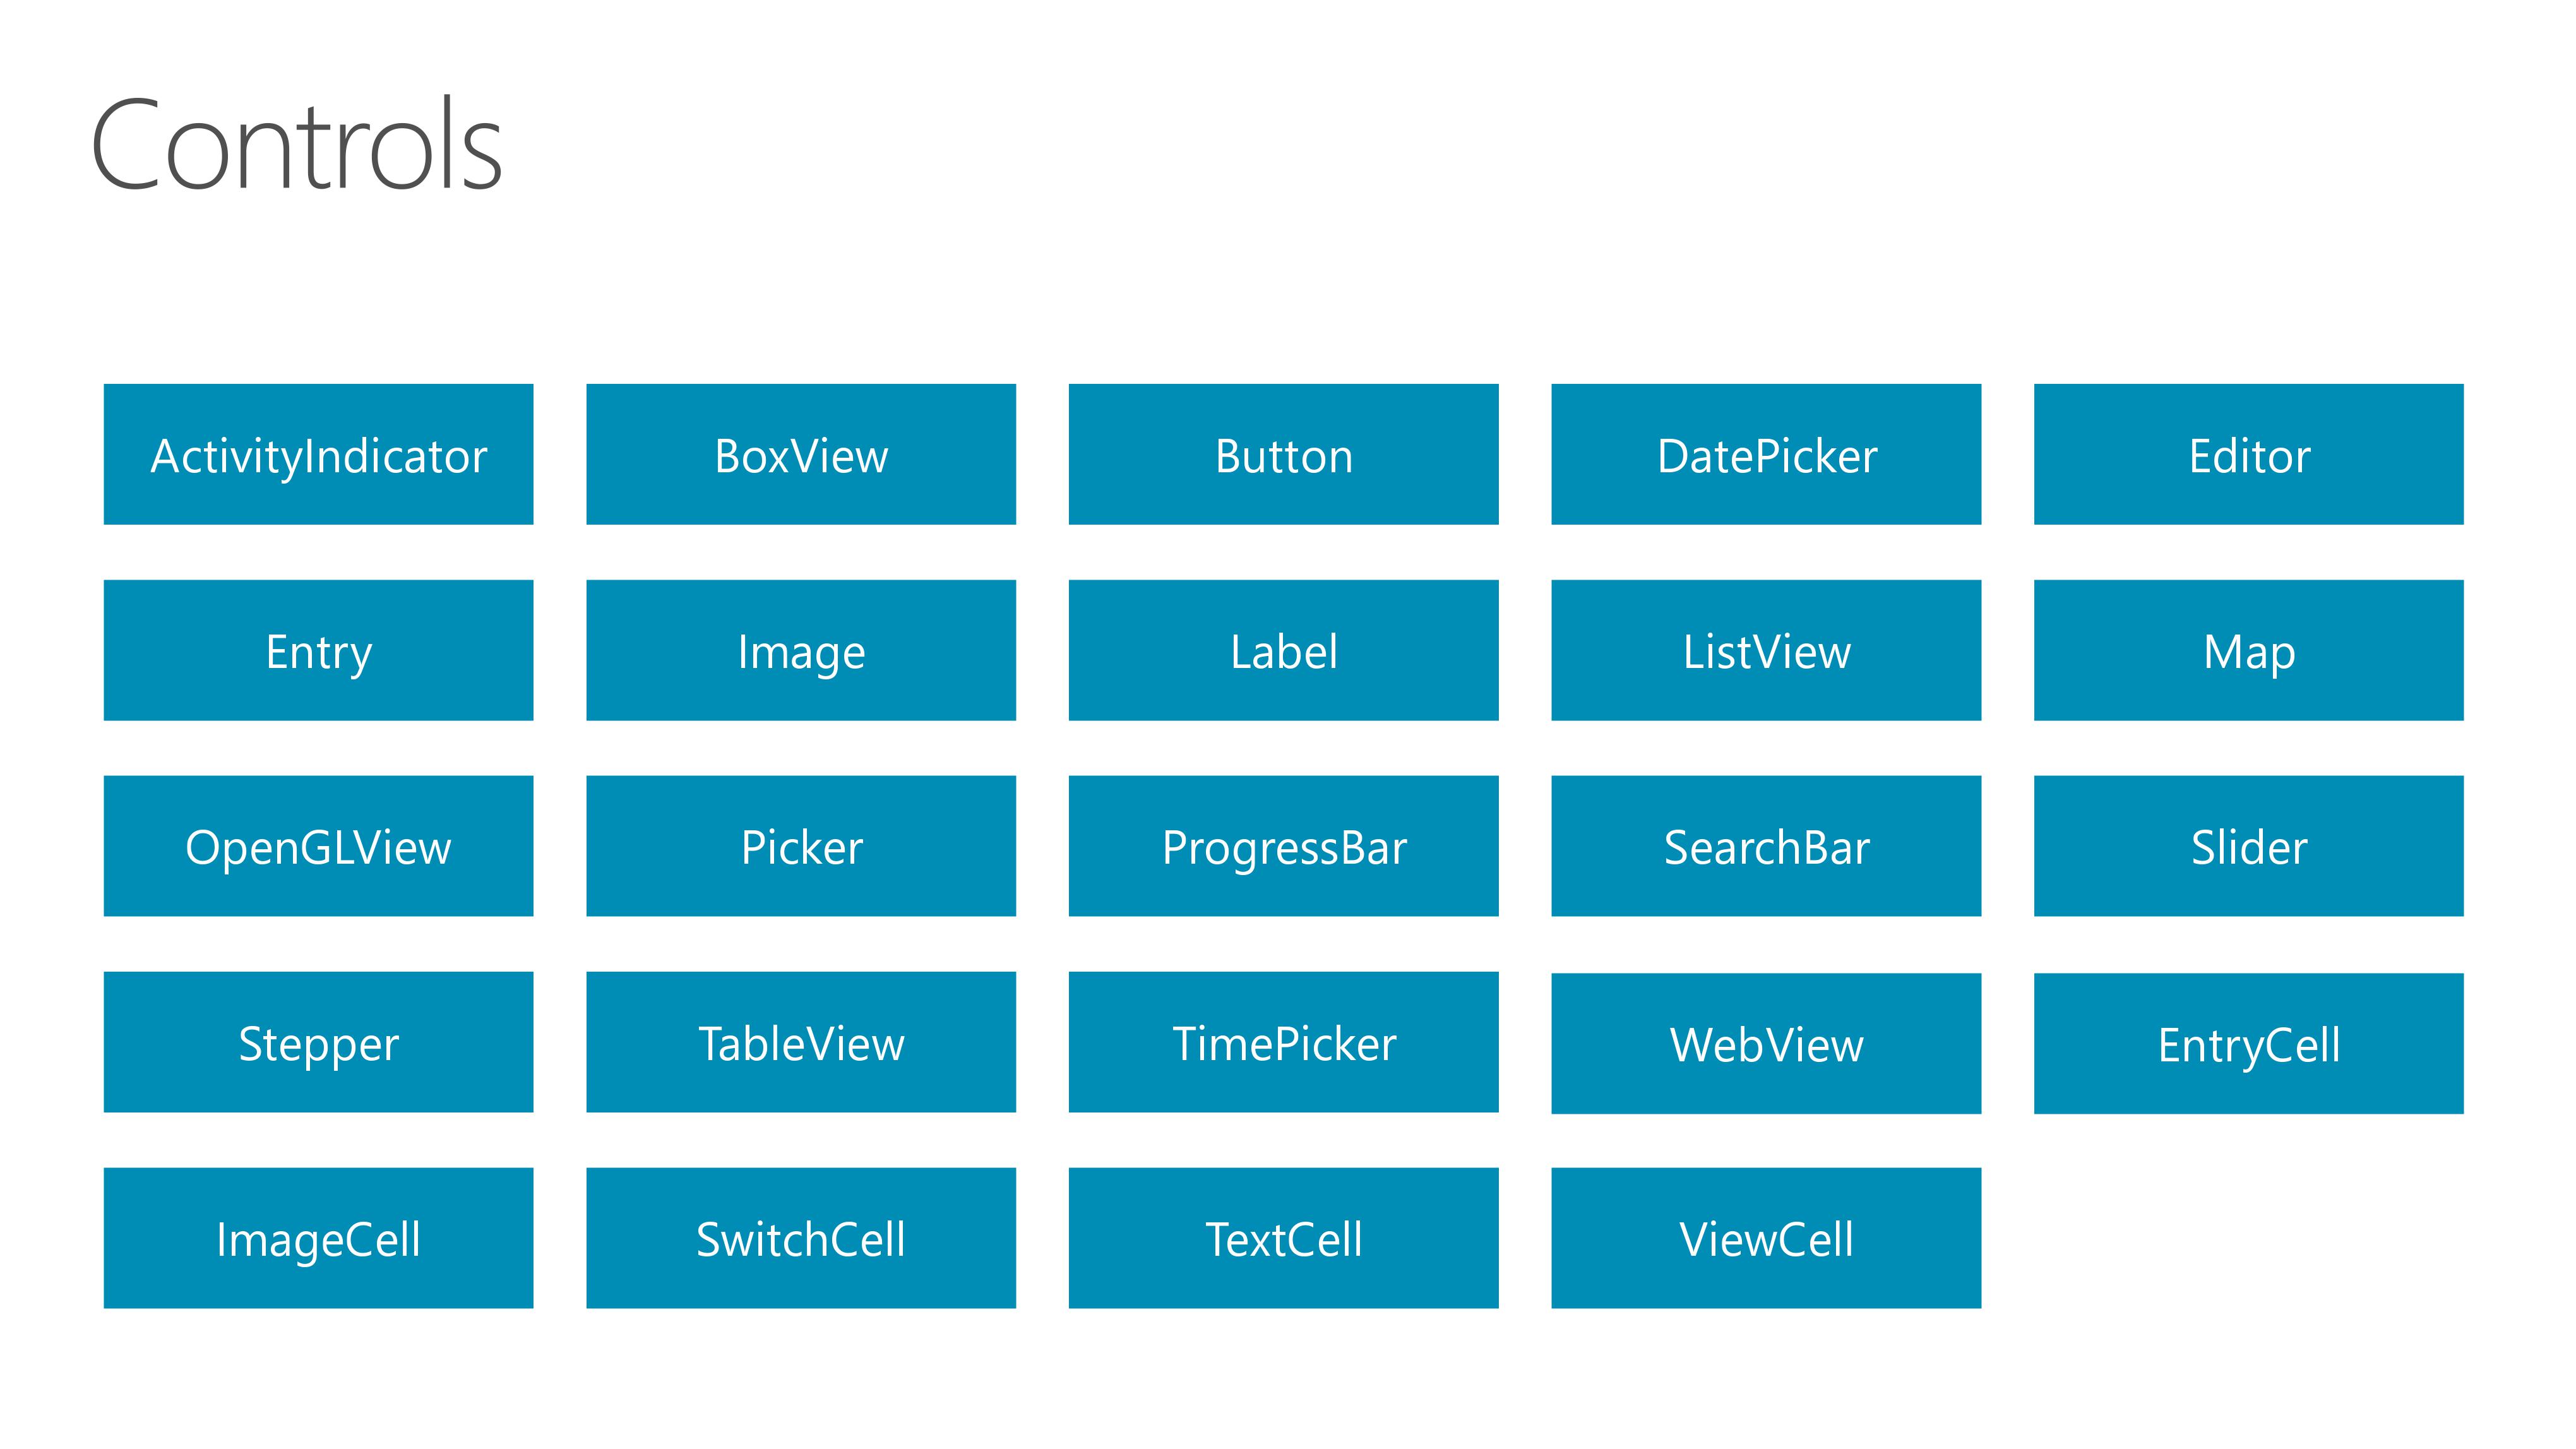 Controls
ActivityIndicator
BoxView
Button
DatePicker
Editor
Entry
Image
Label
ListView
Map
OpenGLView
Picker
ProgressBar
SearchBar
Slider
Stepper
TableView
TimePicker
WebView
EntryCell
ImageCell
SwitchCell
TextCell
ViewCell